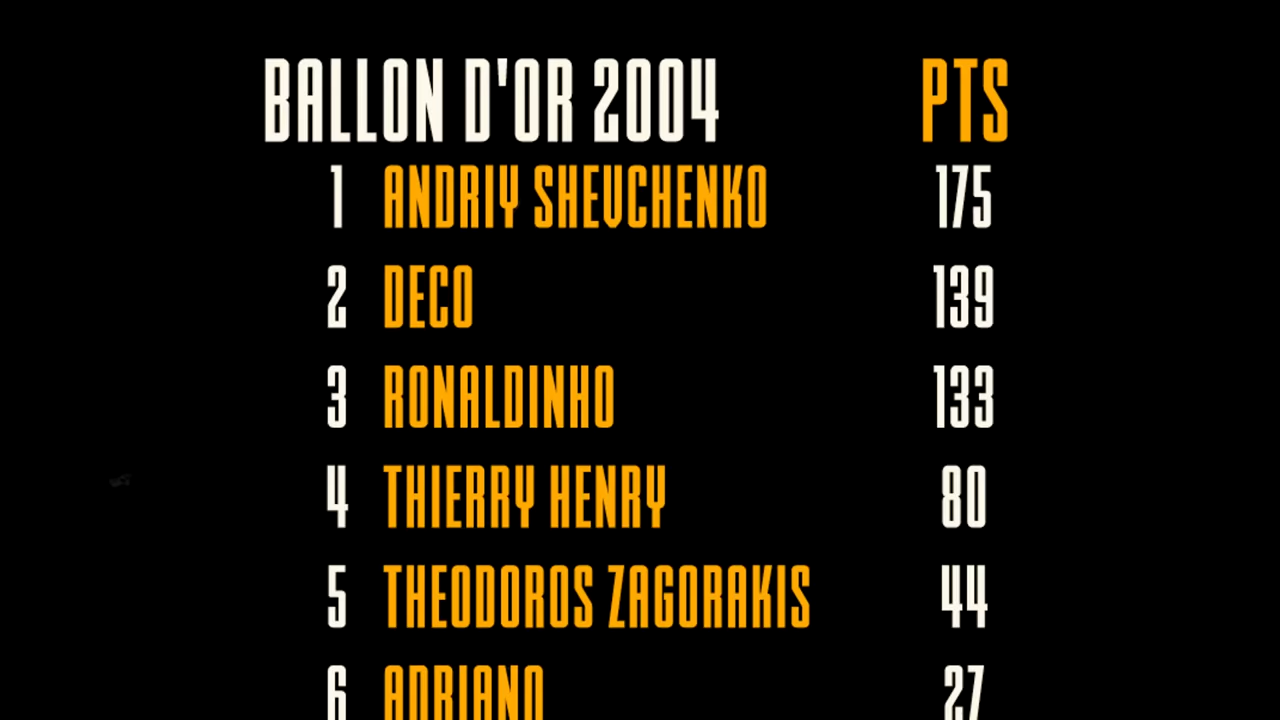 BALLON D'OR 2004 PTS
1 ANDRIY SHEVCHENKO 175
2 DECO 139
3 RONALDINHO 133
4 THIERRY HENRY 80
5 THEODOROS ZAGORAKIS 44
6 ADRIANO 27